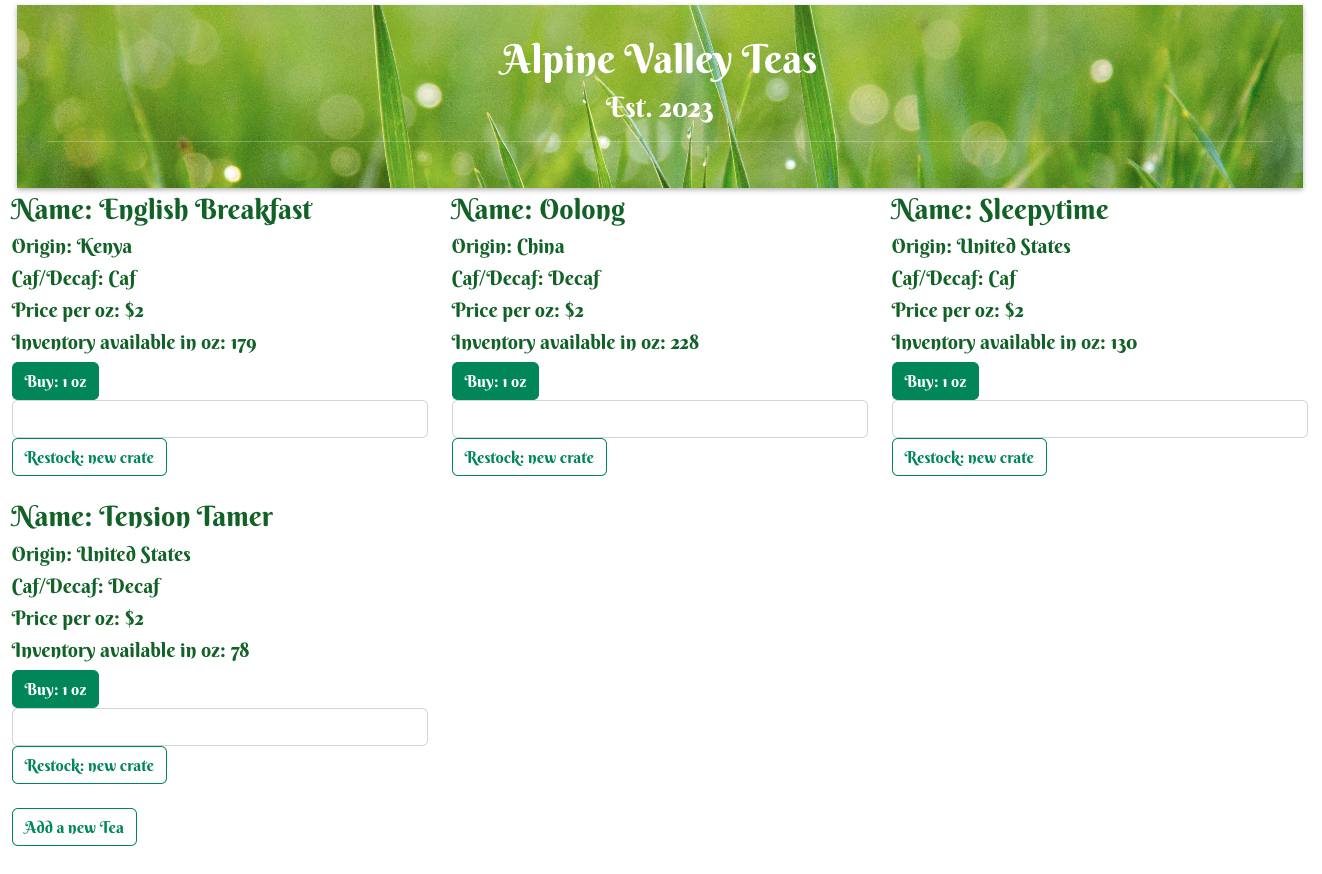 Alpine Valley Teas
Est. 2023
Name: English Breakfast
Origin: Kenya
Caf/Decaf: Caf
Price per oz: $2
Inventory available in oz: 179
Buy: 1 oz
Restock: new crate
Name: Oolong
Origin: China
Caf/Decaf: Decaf
Price per oz: $2
Inventory available in oz: 228
Buy: 1 oz
Restock: new crate
Name: Sleepytime
Origin: United States
Caf/Decaf: Caf
Price per oz: $2
Inventory available in oz: 130
Buy: 1 oz
Restock: new crate
Name: Tension Tamer
Origin: United States
Caf/Decaf: Decaf
Price per oz: $2
Inventory available in oz: 78
Buy: 1 oz
Restock: new crate
Add a new Tea